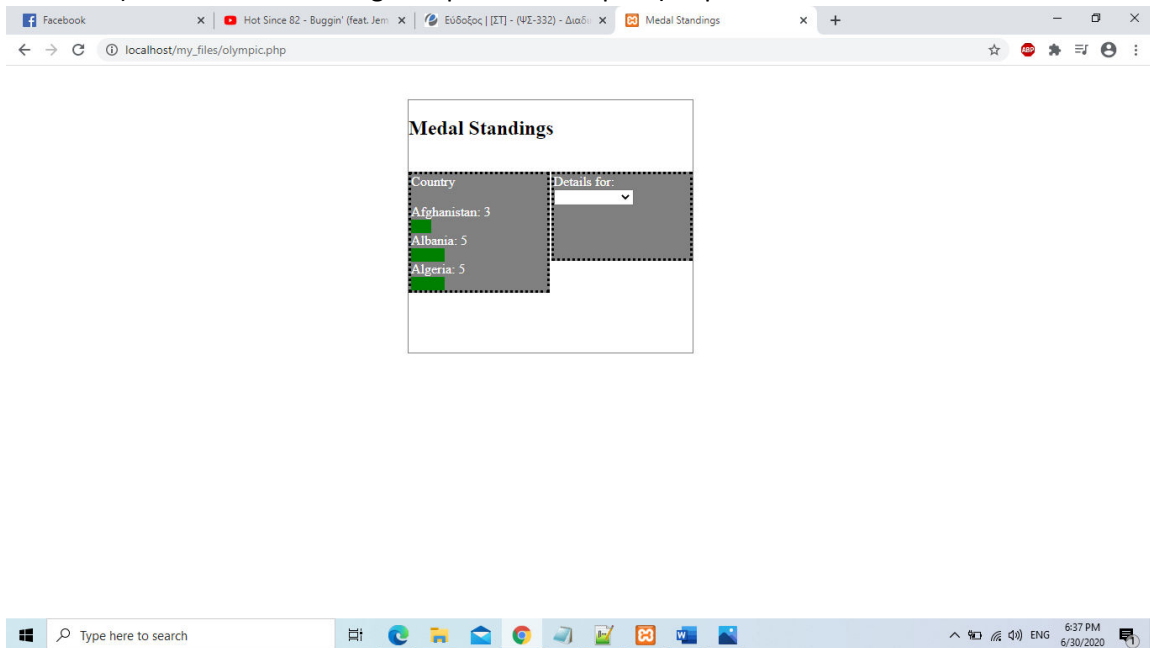 Facebook
Hot Since 82 - Buggin' (feat. Jem
Εύδοξος | [ΣΤ] - (ΨΣ-332) - Διαδι
Medal Standings
localhost/my_files/olympic.php
ABP
Medal Standings
Country
Details for:
Afghanistan: 3
Albania: 5
Algeria: 5
Type here to search
ENG
6:37 PM
6/30/2020
1